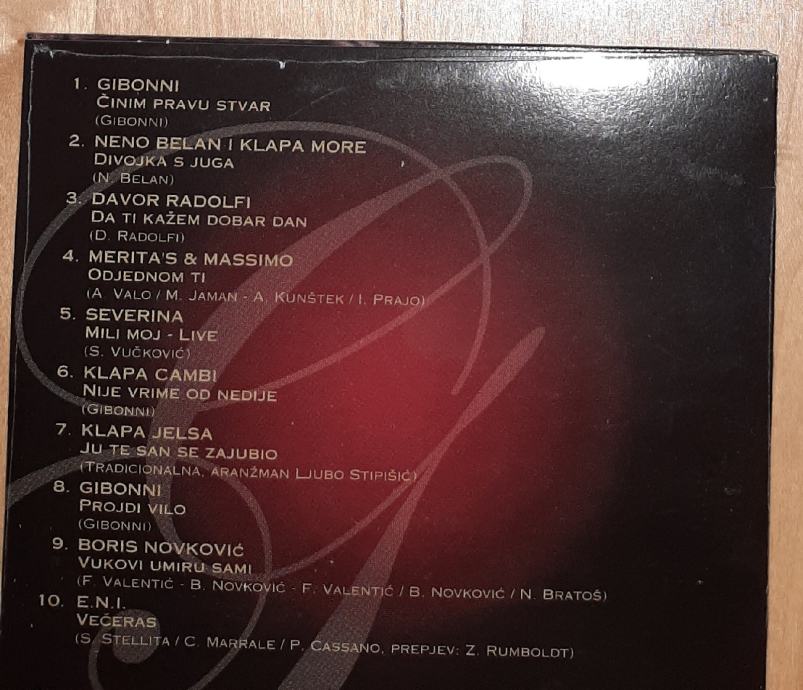 1. GIBONNI
ČINIM PRAVU STVAR
(GIBONNI)
2. NENO BELAN I KLAPA MORE
DIVOJKA S JUGA
(N. BELAN)
3. DAVOR RADOLFI
DA TI KAŽEM DOBAR DAN
(D. RADOLFI)
4. MERITA'S & MASSIMO
ODJEDNOM TI
(A. VALO / M. JAMAN - A. KUNŠTEK / I. PRAJO)
5. SEVERINA
MILI MOJ - LIVE
(S. VUČKOVIĆ)
6. KLAPA CAMBI
NIJE VRIME OD NEDIJE
(GIBONNI)
7. KLAPA JELSA
JU TE SAN SE ZAJUBIO
(TRADICIONALNA, ARANŽMAN LJUBO STIPIŠIĆ)
8. GIBONNI
PROJDI VILO
(GIBONNI)
9. BORIS NOVKOVIĆ
VUKOVI UMIRU SAMI
(F. VALENTIĆ - B. NOVKOVIĆ - F. VALENTIĆ / B. NOVKOVIĆ / N. BRATOŠ)
10. E.N.I.
VEČERAS
(S. STELLITA / C. MARRALE / P. CASSANO, PREPJEV: Z. RUMBOLDT)